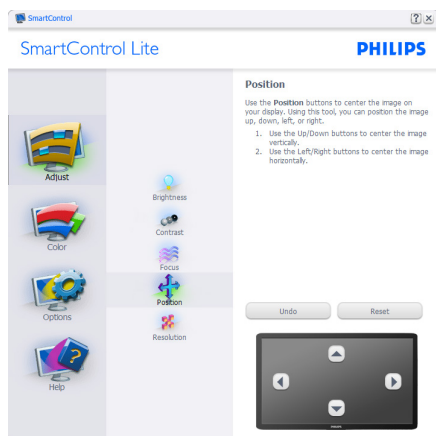 SmartControl
SmartControl Lite
PHILIPS
Adjust
Color
Options
Help
Brightness
Contrast
Focus
Position
Resolution
Position
Use the Position buttons to center the image on
your display. Using this tool, you can position the image
up, down, left, or right.
1. Use the Up/Down buttons to center the image
vertically.
2. Use the Left/Right buttons to center the image
horizontally.
Undo
Reset
PHILIPS